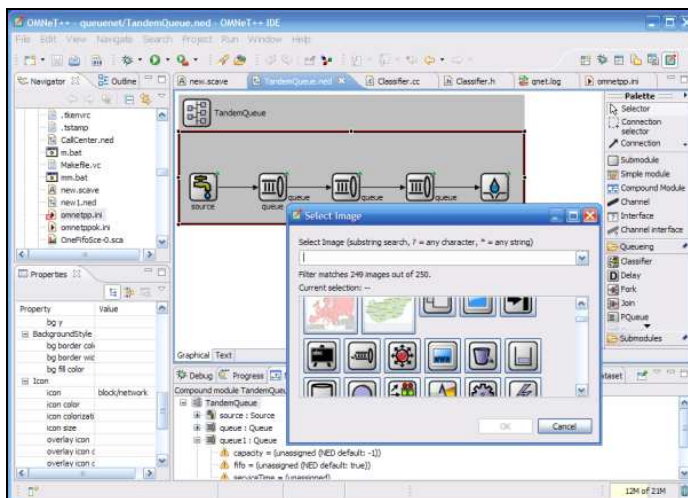 OMNeT++ - queuenet/TandemQueue.ned - OMNeT++ IDE
File Edit View Navigate Search Project Run Window Help
Navigator
Outline
new.scave
TandemQueue.ned
Classifier.cc
Classifier.h
qnet.log
omnetpp.ini
.tkenvrc
.tstamp
CallCenter.ned
m.bat
Makefile.vc
mm.bat
new.scave
new1.ned
omnetpp.ini
omnetppok.ini
OneFifoSce-0.sca
TandemQueue
source
queue
queue
queue
queue
Palette
Selector
Connection selector
Connection
Submodule
Simple module
Compound Module
Channel
Interface
Channel interface
Queueing
Classifier
Delay
Fork
Join
PQueue
Submodules
Select Image
Select Image (substring search, ? = any character, * = any string)
Filter matches 249 images out of 250.
Current selection: --
OK
Cancel
Properties
Property Value
bg y
BackgroundStyle
bg border col
bg border wid
bg fill color
Icon
icon block/network
icon color
icon colorizati
icon size
overlay icon
overlay icon c
overlay icon c
Graphical Text
Debug
Progress
Compound module TandemQueu
TandemQueue
source : Source
queue : Queue
queue1 : Queue
capacity = (unassigned (NED default: -1))
fifo = (unassigned (NED default: true))
serviceTime = (unassigned)
ataset
12M of 21M